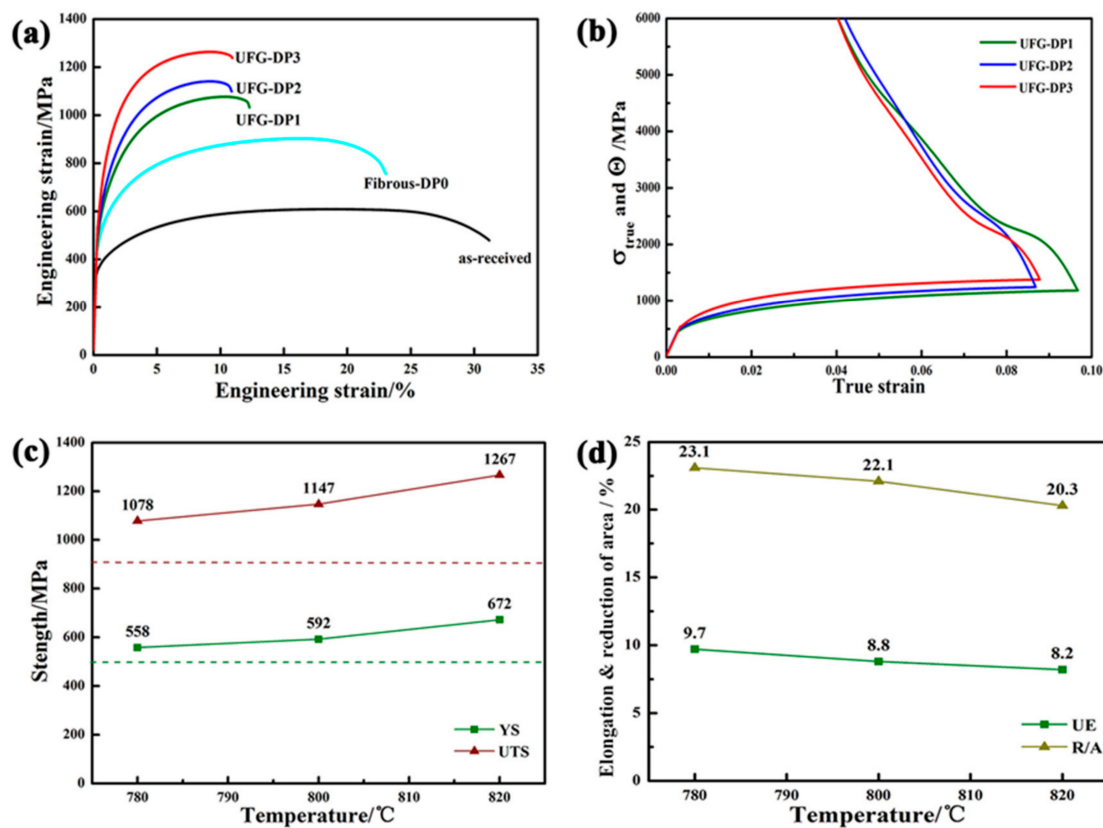 (a)
Engineering strain/MPa
1400
1200
1000
800
600
400
200
0
UFG-DP3
UFG-DP2
UFG-DP1
Fibrous-DP0
as-received
0 5 10 15 20 25 30 35
Engineering strain/%
(b)
σtrue and Θ /MPa
6000
5000
4000
3000
2000
1000
0
UFG-DP1
UFG-DP2
UFG-DP3
0.00 0.02 0.04 0.06 0.08 0.10
True strain
(c)
Stength/MPa
1400
1200
1000
800
600
400
200
0
1078 1147 1267
558 592 672
YS
UTS
780 790 800 810 820
Temperature/℃
(d)
Elongation & reduction of area / %
25
20
15
10
5
0
23.1 22.1 20.3
9.7 8.8 8.2
UE
R/A
780 790 800 810 820
Temperature/℃